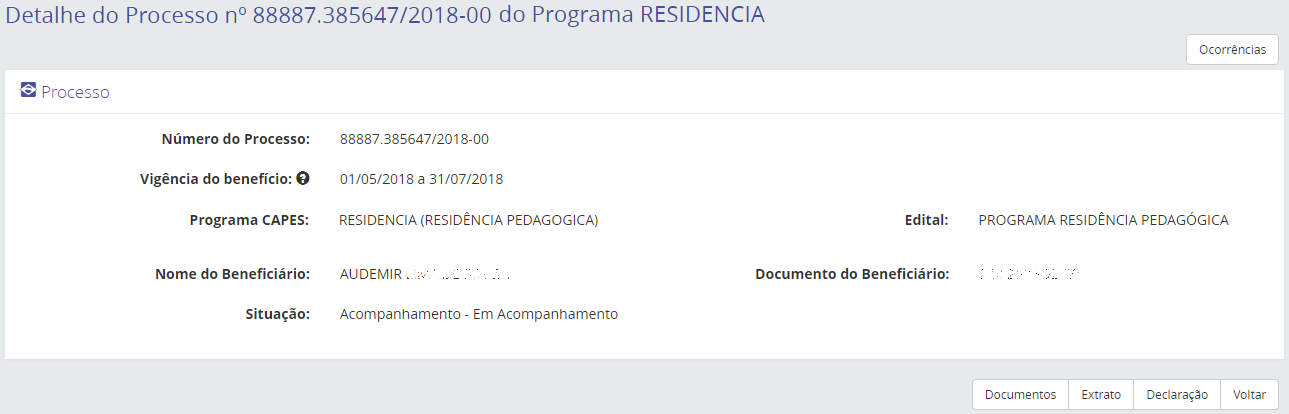 Detalhe do Processo nº 88887.385647/2018-00 do Programa RESIDENCIA
Ocorrências
Processo
Número do Processo: 88887.385647/2018-00
Vigência do benefício: 01/05/2018 a 31/07/2018
Programa CAPES: RESIDENCIA (RESIDÊNCIA PEDAGOGICA) Edital: PROGRAMA RESIDÊNCIA PEDAGÓGICA
Nome do Beneficiário: AUDEMIR Documento do Beneficiário:
Situação: Acompanhamento - Em Acompanhamento
Documentos Extrato Declaração Voltar